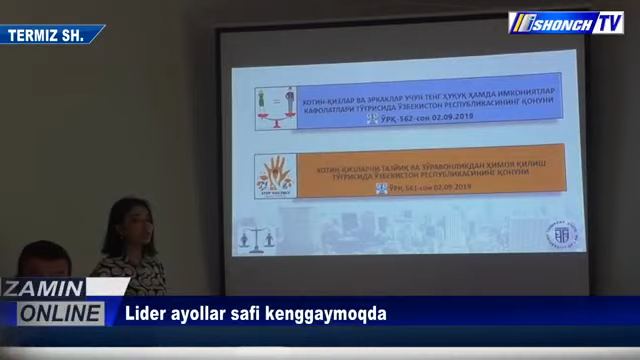 TERMIZ SH.
ISHONCH TV
ХОТИН-ҚИЗЛАР ВА ЭРКАКЛАР УЧУН ТЕНГ ҲУҚУҚ ҲАМДА ИМКОНИЯТЛАР
КАФОЛАТЛАРИ ТЎҒРИСИДА ЎЗБЕКИСТОН РЕСПУБЛИКАСИНИНГ ҚОНУНИ
ЎРҚ-562-сон 02.09.2019
ХОТИН-ҚИЗЛАРНИ ТАЗЙИҚ ВА ЗЎРАВОНЛИКДАН ҲИМОЯ ҚИЛИШ
ТЎҒРИСИДА ЎЗБЕКИСТОН РЕСПУБЛИКАСИНИНГ ҚОНУНИ
ЎРҚ 561-сон 02.09.2019
ZAMIN
ONLINE
Lider ayollar safi kenggaymoqda